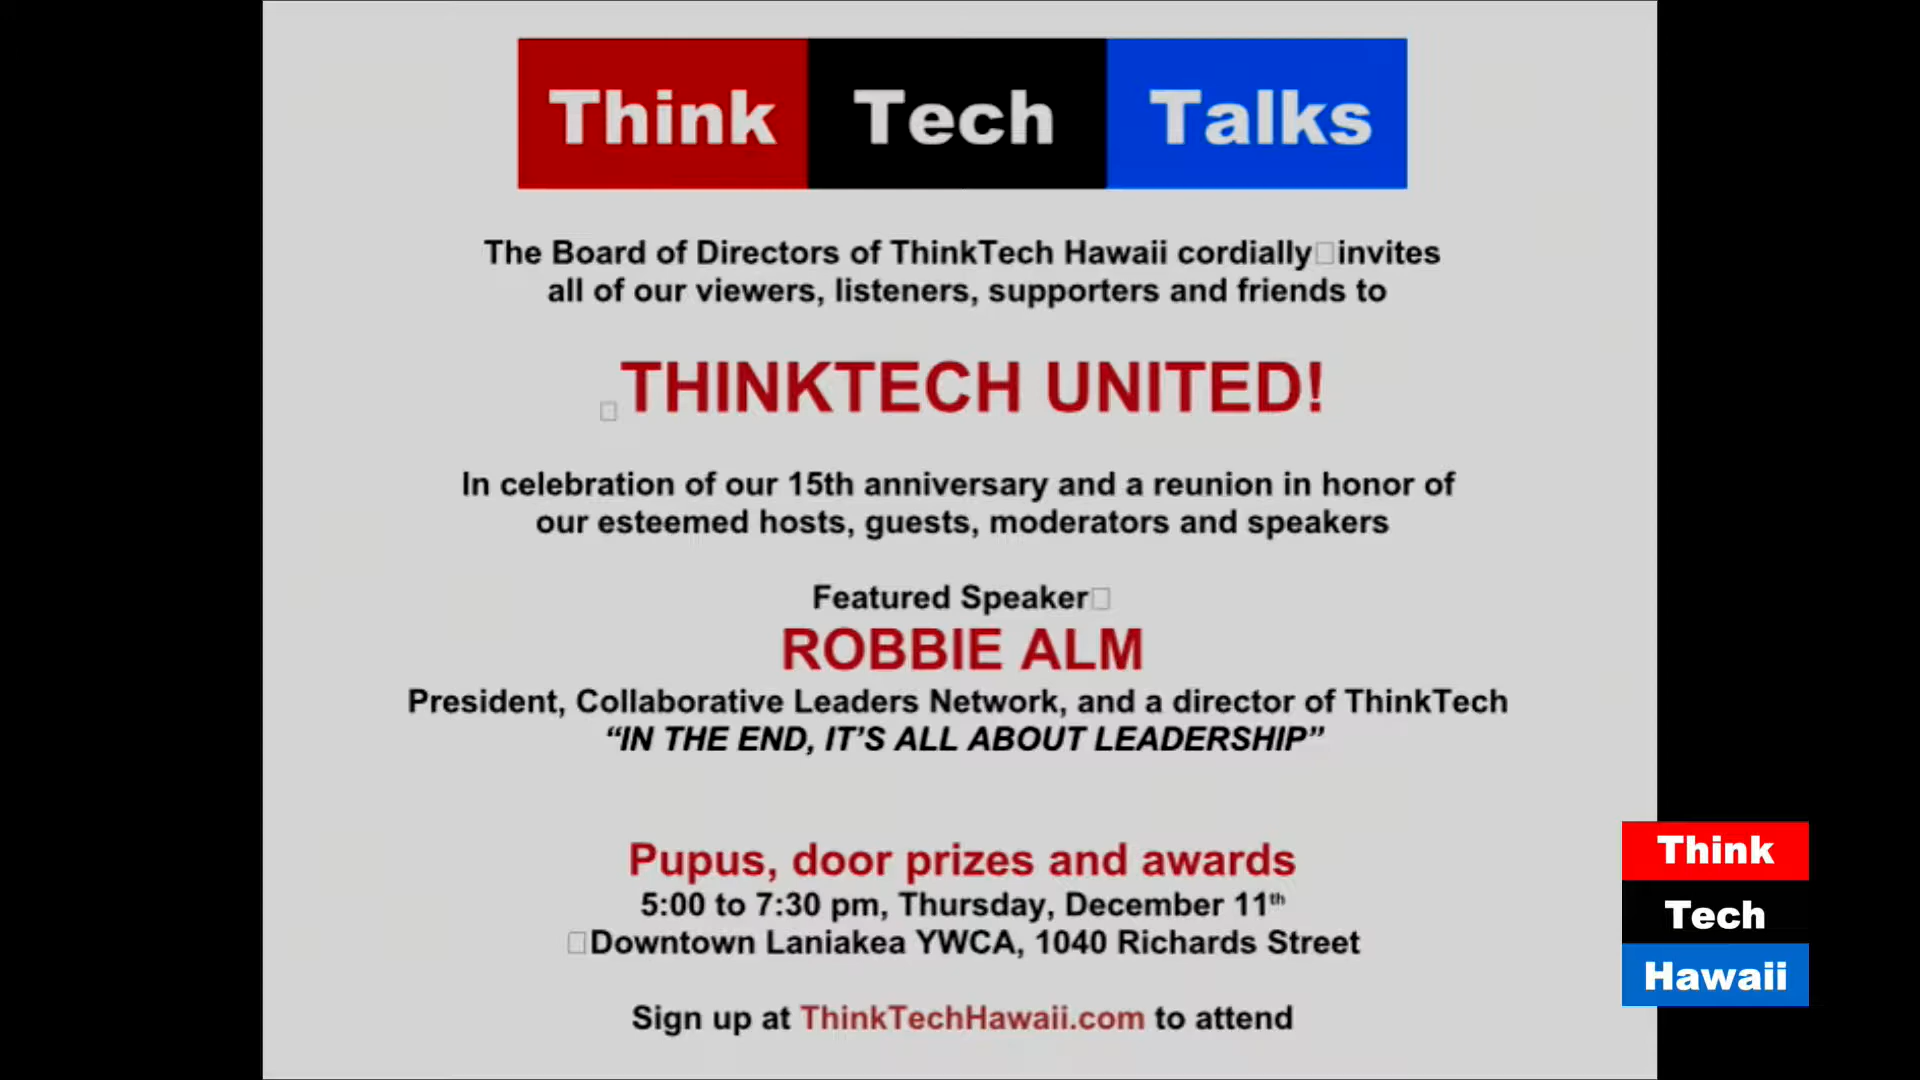 Think Tech Talks
The Board of Directors of ThinkTech Hawaii cordially□invites
all of our viewers, listeners, supporters and friends to
□THINKTECH UNITED!
In celebration of our 15th anniversary and a reunion in honor of
our esteemed hosts, guests, moderators and speakers
Featured Speaker□
ROBBIE ALM
President, Collaborative Leaders Network, and a director of ThinkTech
“IN THE END, IT’S ALL ABOUT LEADERSHIP”
Pupus, door prizes and awards
5:00 to 7:30 pm, Thursday, December 11th
□Downtown Laniakea YWCA, 1040 Richards Street
Sign up at ThinkTechHawaii.com to attend
Think
Tech
Hawaii